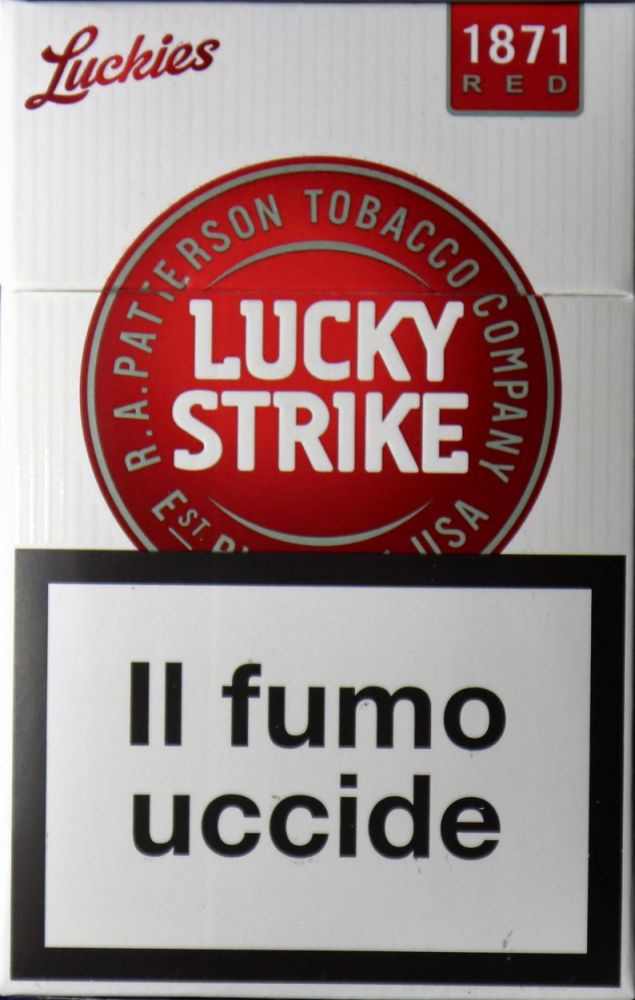 Luckies
1871
RED
R.A.PATTERSON TOBACCO COMPANY
LUCKY
STRIKE
EST. USA
Il fumo
uccide